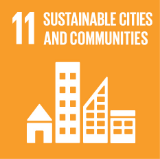 11 SUSTAINABLE CITIES
AND COMMUNITIES